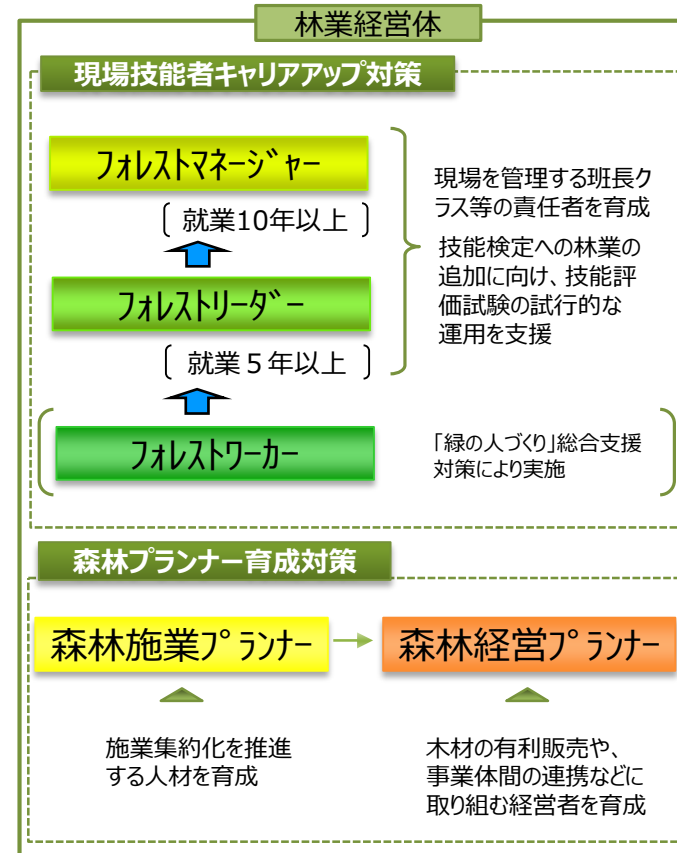 林業経営体
現場技能者キャリアアップ対策
フォレストマネージャー
〔 就業10年以上 〕
フォレストリーダー
〔 就業５年以上 〕
フォレストワーカー
現場を管理する班長ク
ラス等の責任者を育成
技能検定への林業の
追加に向け、技能評
価試験の試行的な
運用を支援
「緑の人づくり」総合支援
対策により実施
森林プランナー育成対策
森林施業プランナー
森林経営プランナー
施業集約化を推進
する人材を育成
木材の有利販売や、
事業体間の連携などに
取り組む経営者を育成